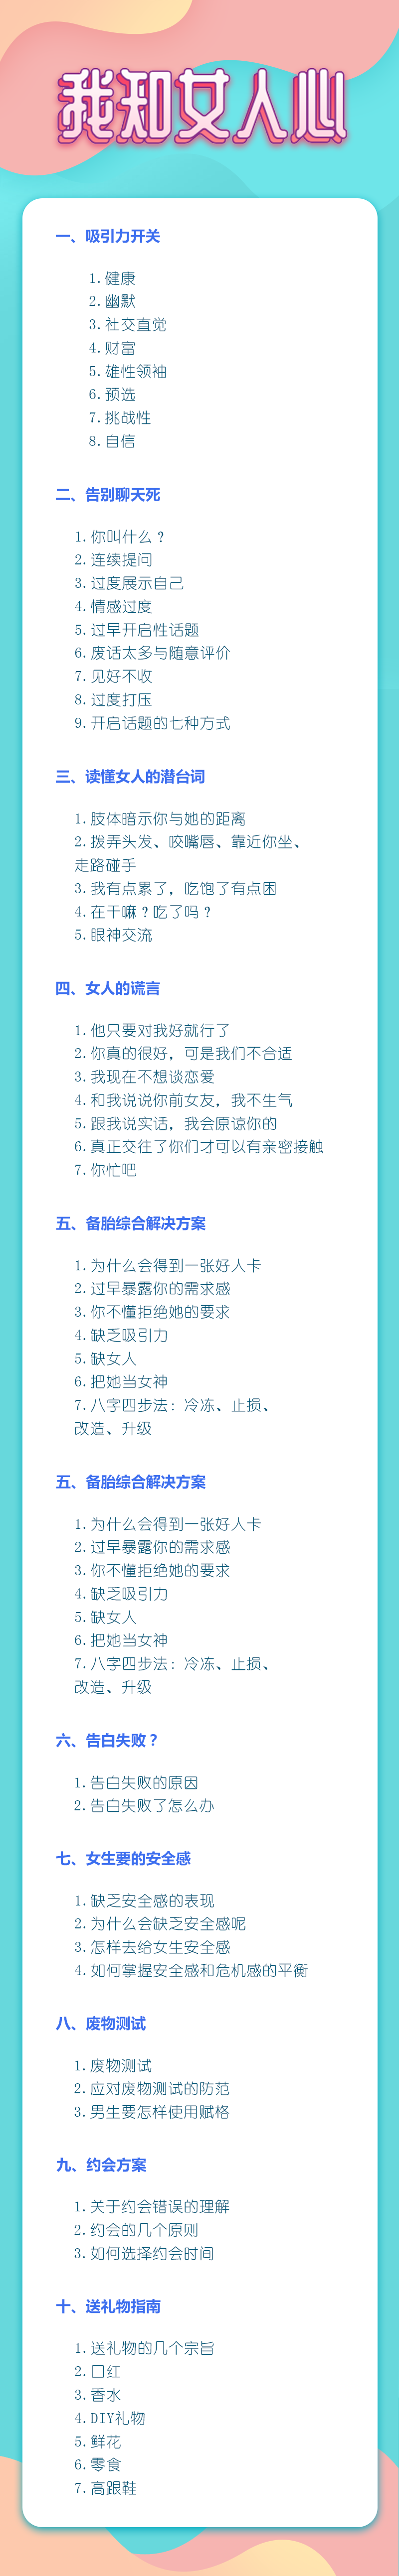 我知女人心
一、吸引力开关
1.健康
2.幽默
3.社交直觉
4.财富
5.雄性领袖
6.预选
7.挑战性
8.自信
二、告别聊天死
1.你叫什么?
2.连续提问
3.过度展示自己
4.情感过度
5.过早开启性话题
6.废话太多与随意评价
7.见好不收
8.过度打压
9.开启话题的七种方式
三、读懂女人的潜台词
1.肢体暗示你与她的距离
2.拨弄头发、咬嘴唇、靠近你坐、
走路碰手
3.我有点累了，吃饱了有点困
4.在干嘛?吃了吗?
5.眼神交流
四、女人的谎言
1.他只要对我好就行了
2.你真的很好，可是我们不合适
3.我现在不想谈恋爱
4.和我说说你前女友，我不生气
5.跟我说实话，我会原谅你的
6.真正交往了你们才可以有亲密接触
7.你忙吧
五、备胎综合解决方案
1.为什么会得到一张好人卡
2.过早暴露你的需求感
3.你不懂拒绝她的要求
4.缺乏吸引力
5.缺女人
6.把她当女神
7.八字四步法：冷冻、止损、
改造、升级
五、备胎综合解决方案
1.为什么会得到一张好人卡
2.过早暴露你的需求感
3.你不懂拒绝她的要求
4.缺乏吸引力
5.缺女人
6.把她当女神
7.八字四步法：冷冻、止损、
改造、升级
六、告白失败？
1.告白失败的原因
2.告白失败了怎么办
七、女生要的安全感
1.缺乏安全感的表现
2.为什么会缺乏安全感呢
3.怎样去给女生安全感
4.如何掌握安全感和危机感的平衡
八、废物测试
1.废物测试
2.应对废物测试的防范
3.男生要怎样使用赋格
九、约会方案
1.关于约会错误的理解
2.约会的几个原则
3.如何选择约会时间
十、送礼物指南
1.送礼物的几个宗旨
2.口红
3.香水
4.DIY礼物
5.鲜花
6.零食
7.高跟鞋